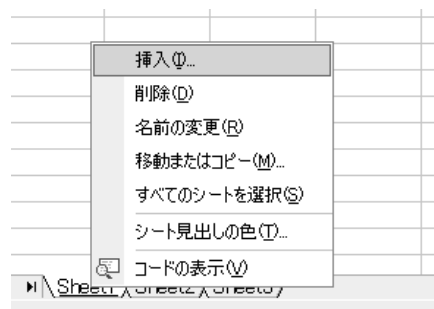 挿入(I)...
削除(D)
名前の変更(R)
移動またはコピー(M)...
すべてのシートを選択(S)
シート見出しの色(T)...
コードの表示(V)
Sheet1 Sheet2 Sheet3